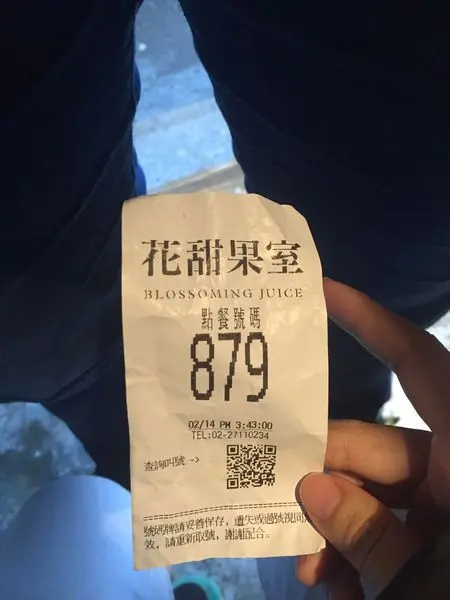 花甜果室
BLOSSOMING JUICE
點餐號碼
879
02/14 PM 3:43:00
TEL:02-27110234
查詢叫號 ->
號碼牌請妥善保存，遺失或過號視同
效，請重新取號，謝謝配合。